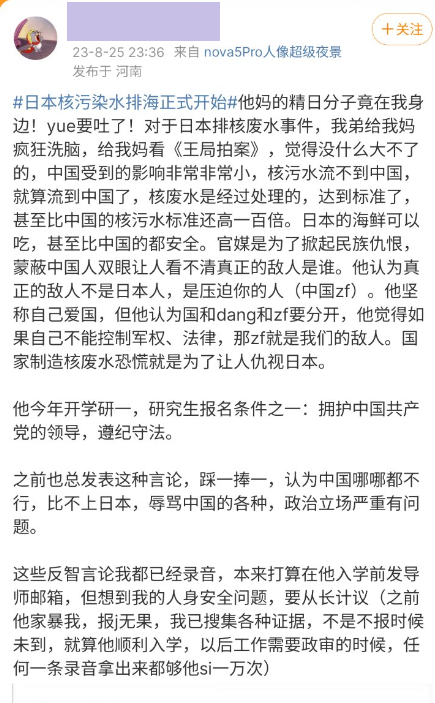 +关注
23-8-25 23:36 来自 nova5Pro人像超级夜景
发布于 河南
#日本核污染水排海正式开始#他妈的精日分子竟在我身
边！yue要吐了！对于日本排核废水事件，我弟给我妈
疯狂洗脑，给我妈看《王局拍案》，觉得没什么大不了
的，中国受到的影响非常非常小，核污水流不到中国，
就算流到中国了，核废水是经过处理的，达到标准了，
甚至比中国的核污水标准还高一百倍。日本的海鲜可以
吃，甚至比中国的都安全。官媒是为了掀起民族仇恨，
蒙蔽中国人双眼让人看不清真正的敌人是谁。他认为真
正的敌人不是日本人，是压迫你的人（中国zf）。他坚
称自己爱国，但他认为国和dang和zf要分开，他觉得如
果自己不能控制军权、法律，那zf就是我们的敌人。国
家制造核废水恐慌就是为了让人仇视日本。
他今年开学研一，研究生报名条件之一：拥护中国共产
党的领导，遵纪守法。
之前也总发表这种言论，踩一捧一，认为中国哪哪都不
行，比不上日本，辱骂中国的各种，政治立场严重有问
题。
这些反智言论我都已经录音，本来打算在他入学前发导
师邮箱，但想到我的人身安全问题，要从长计议（之前
他家暴我，报j无果，我已搜集各种证据，不是不报时候
未到，就算他顺利入学，以后工作需要政审的时候，任
何一条录音拿出来都够他si一万次）